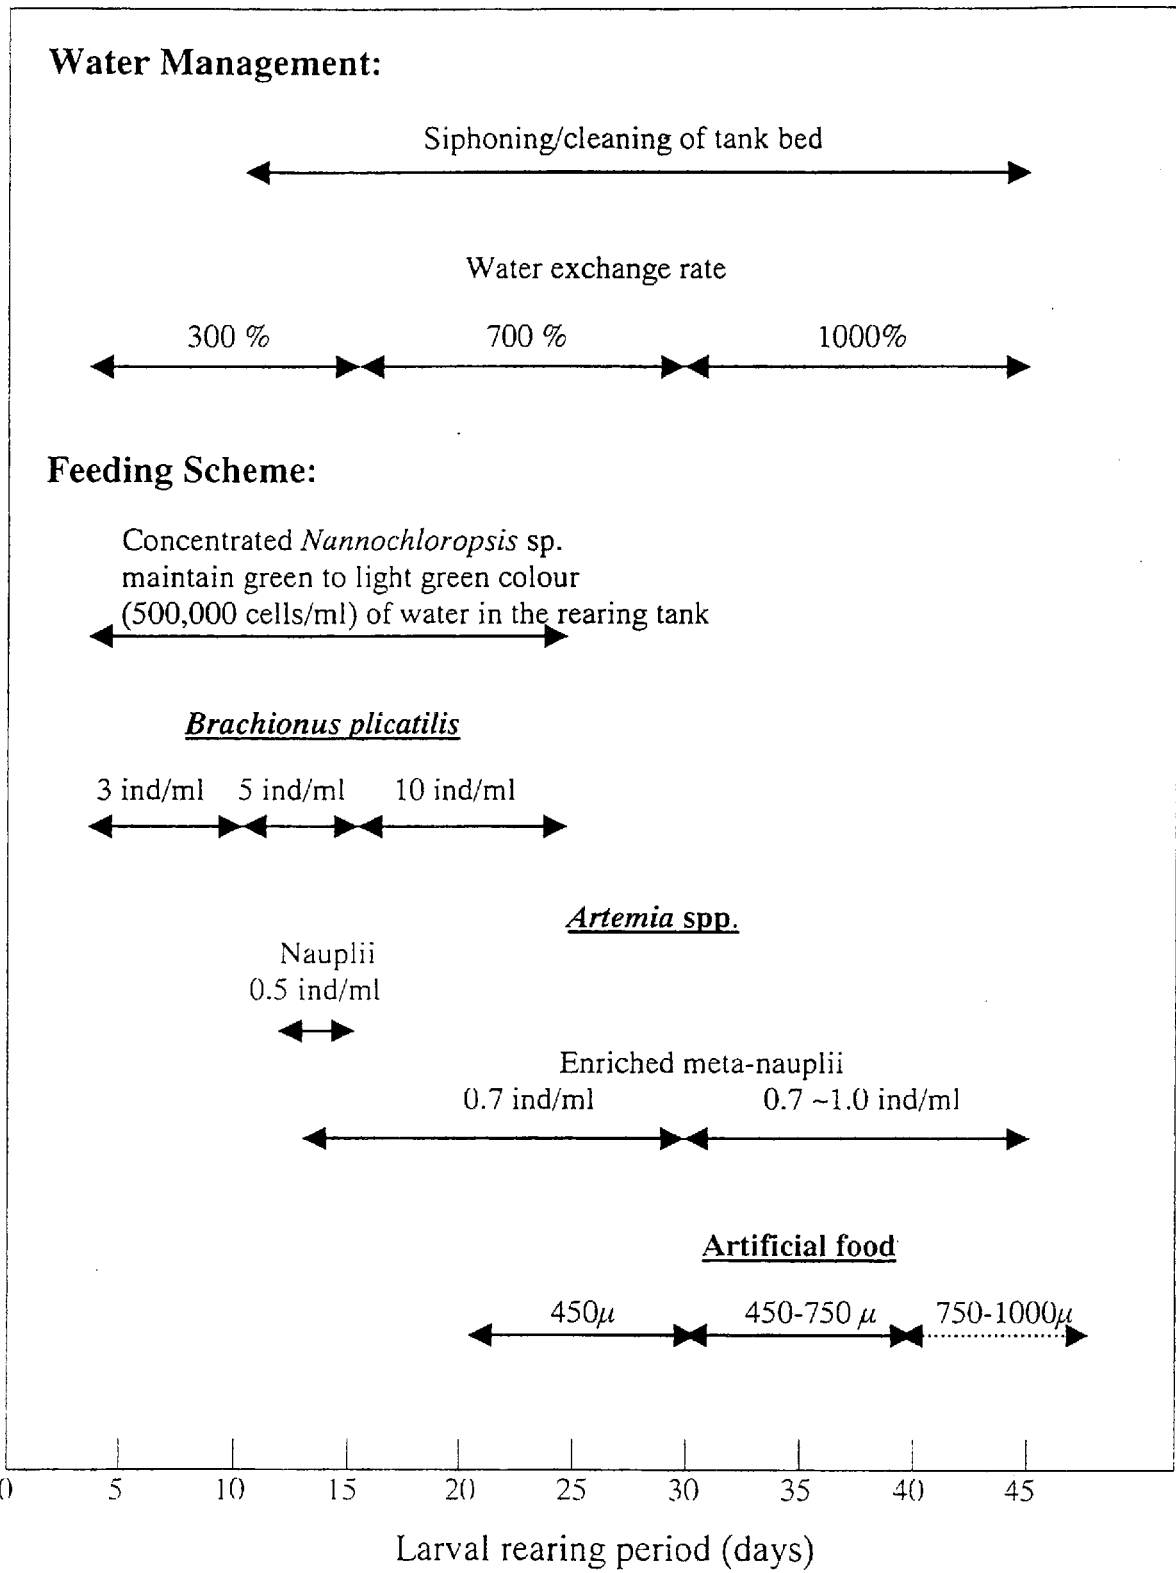 Water Management:
Siphoning/cleaning of tank bed
Water exchange rate
300 % 700 % 1000%
Feeding Scheme:
Concentrated Nannochloropsis sp.
maintain green to light green colour
(500,000 cells/ml) of water in the rearing tank
Brachionus plicatilis
3 ind/ml 5 ind/ml 10 ind/ml
Artemia spp.
Nauplii
0.5 ind/ml
Enriched meta-nauplii
0.7 ind/ml 0.7 ~1.0 ind/ml
Artificial food
450μ 450-750 μ 750-1000μ
0 5 10 15 20 25 30 35 40 45
Larval rearing period (days)